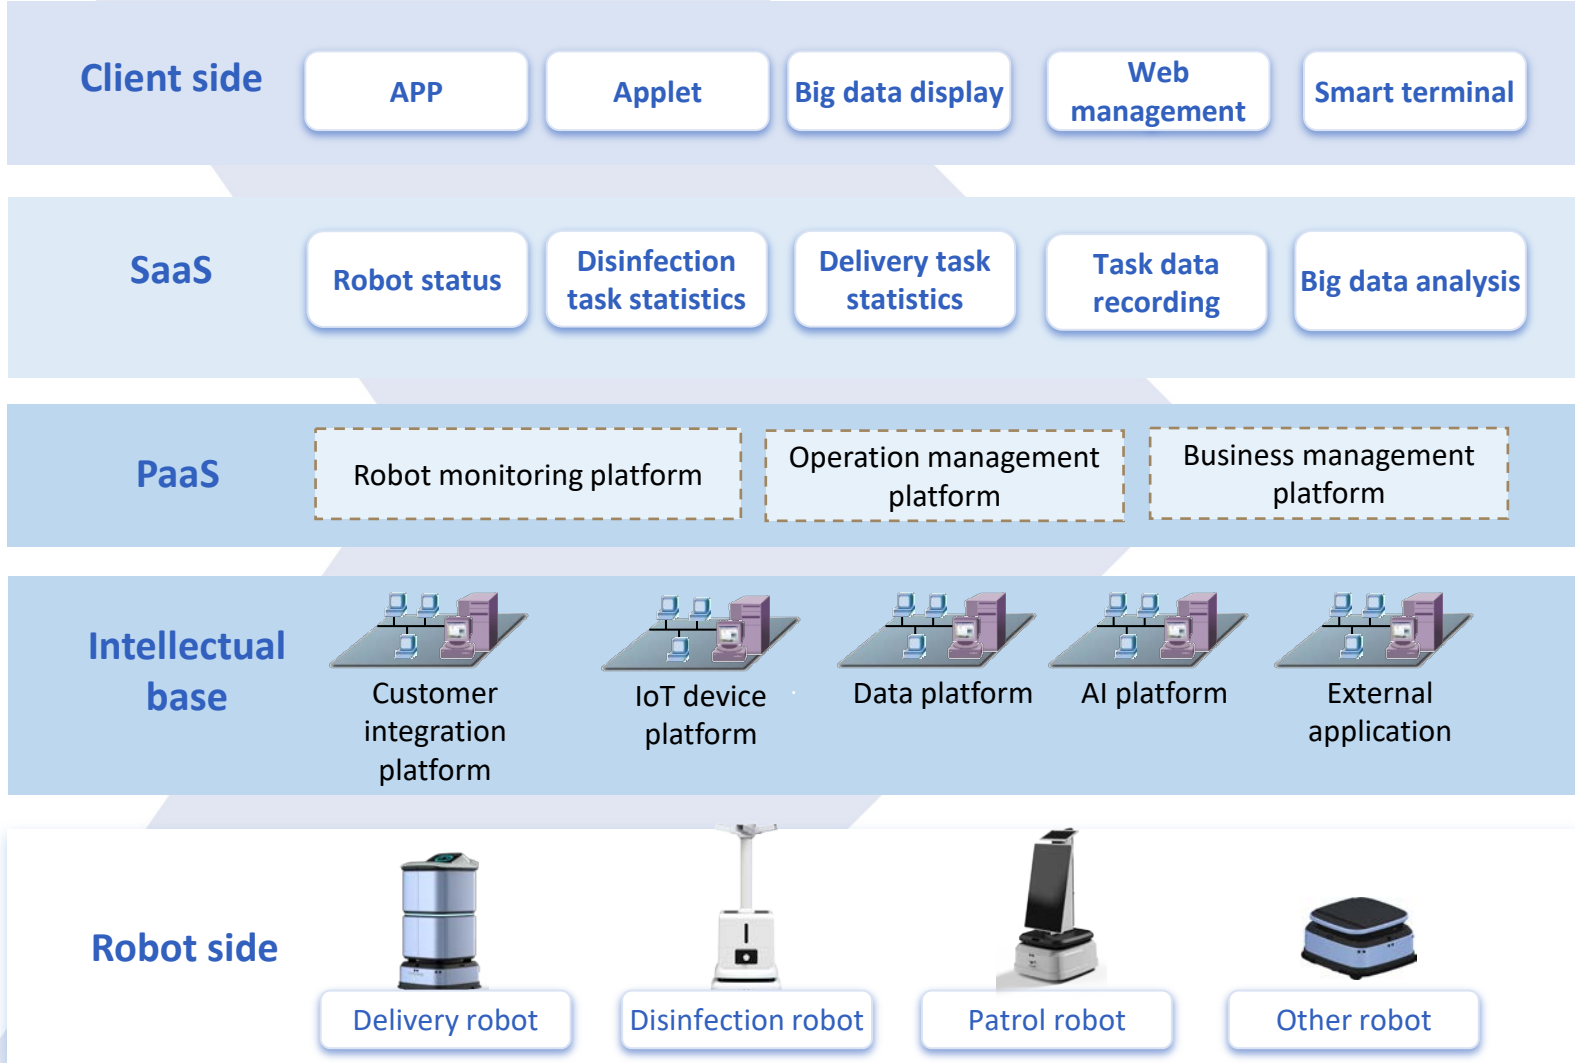 Client side
APP
Applet
Big data display
Web
management
Smart terminal
SaaS
Robot status
Disinfection
task statistics
Delivery task
statistics
Task data
recording
Big data analysis
PaaS
Robot monitoring platform
Operation management
platform
Business management
platform
Intellectual
base
Customer
integration
platform
IoT device
platform
Data platform
AI platform
External
application
Robot side
Delivery robot
Disinfection robot
Patrol robot
Other robot